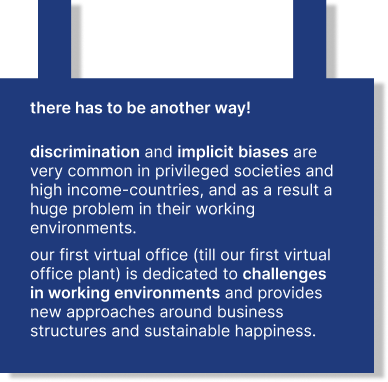 there has to be another way!
discrimination and implicit biases are
very common in privileged societies and
high income-countries, and as a result a
huge problem in their working
environments.
our first virtual office (till our first virtual
office plant) is dedicated to challenges
in working environments and provides
new approaches around business
structures and sustainable happiness.